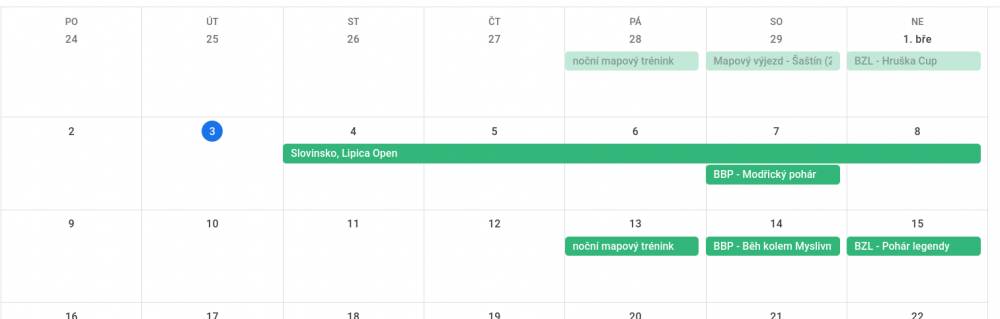 PO ÚT ST ČT PÁ SO NE
24 25 26 27 28 29 1. bře
noční mapový trénink Mapový výjezd - Šaštín ( BZL - Hruška Cup
2 3 4 5 6 7 8
Slovinsko, Lipica Open
BBP - Modřický pohár
9 10 11 12 13 14 15
noční mapový trénink BBP - Běh kolem Myslivn BZL - Pohár legendy
16 17 18 19 20 21 22